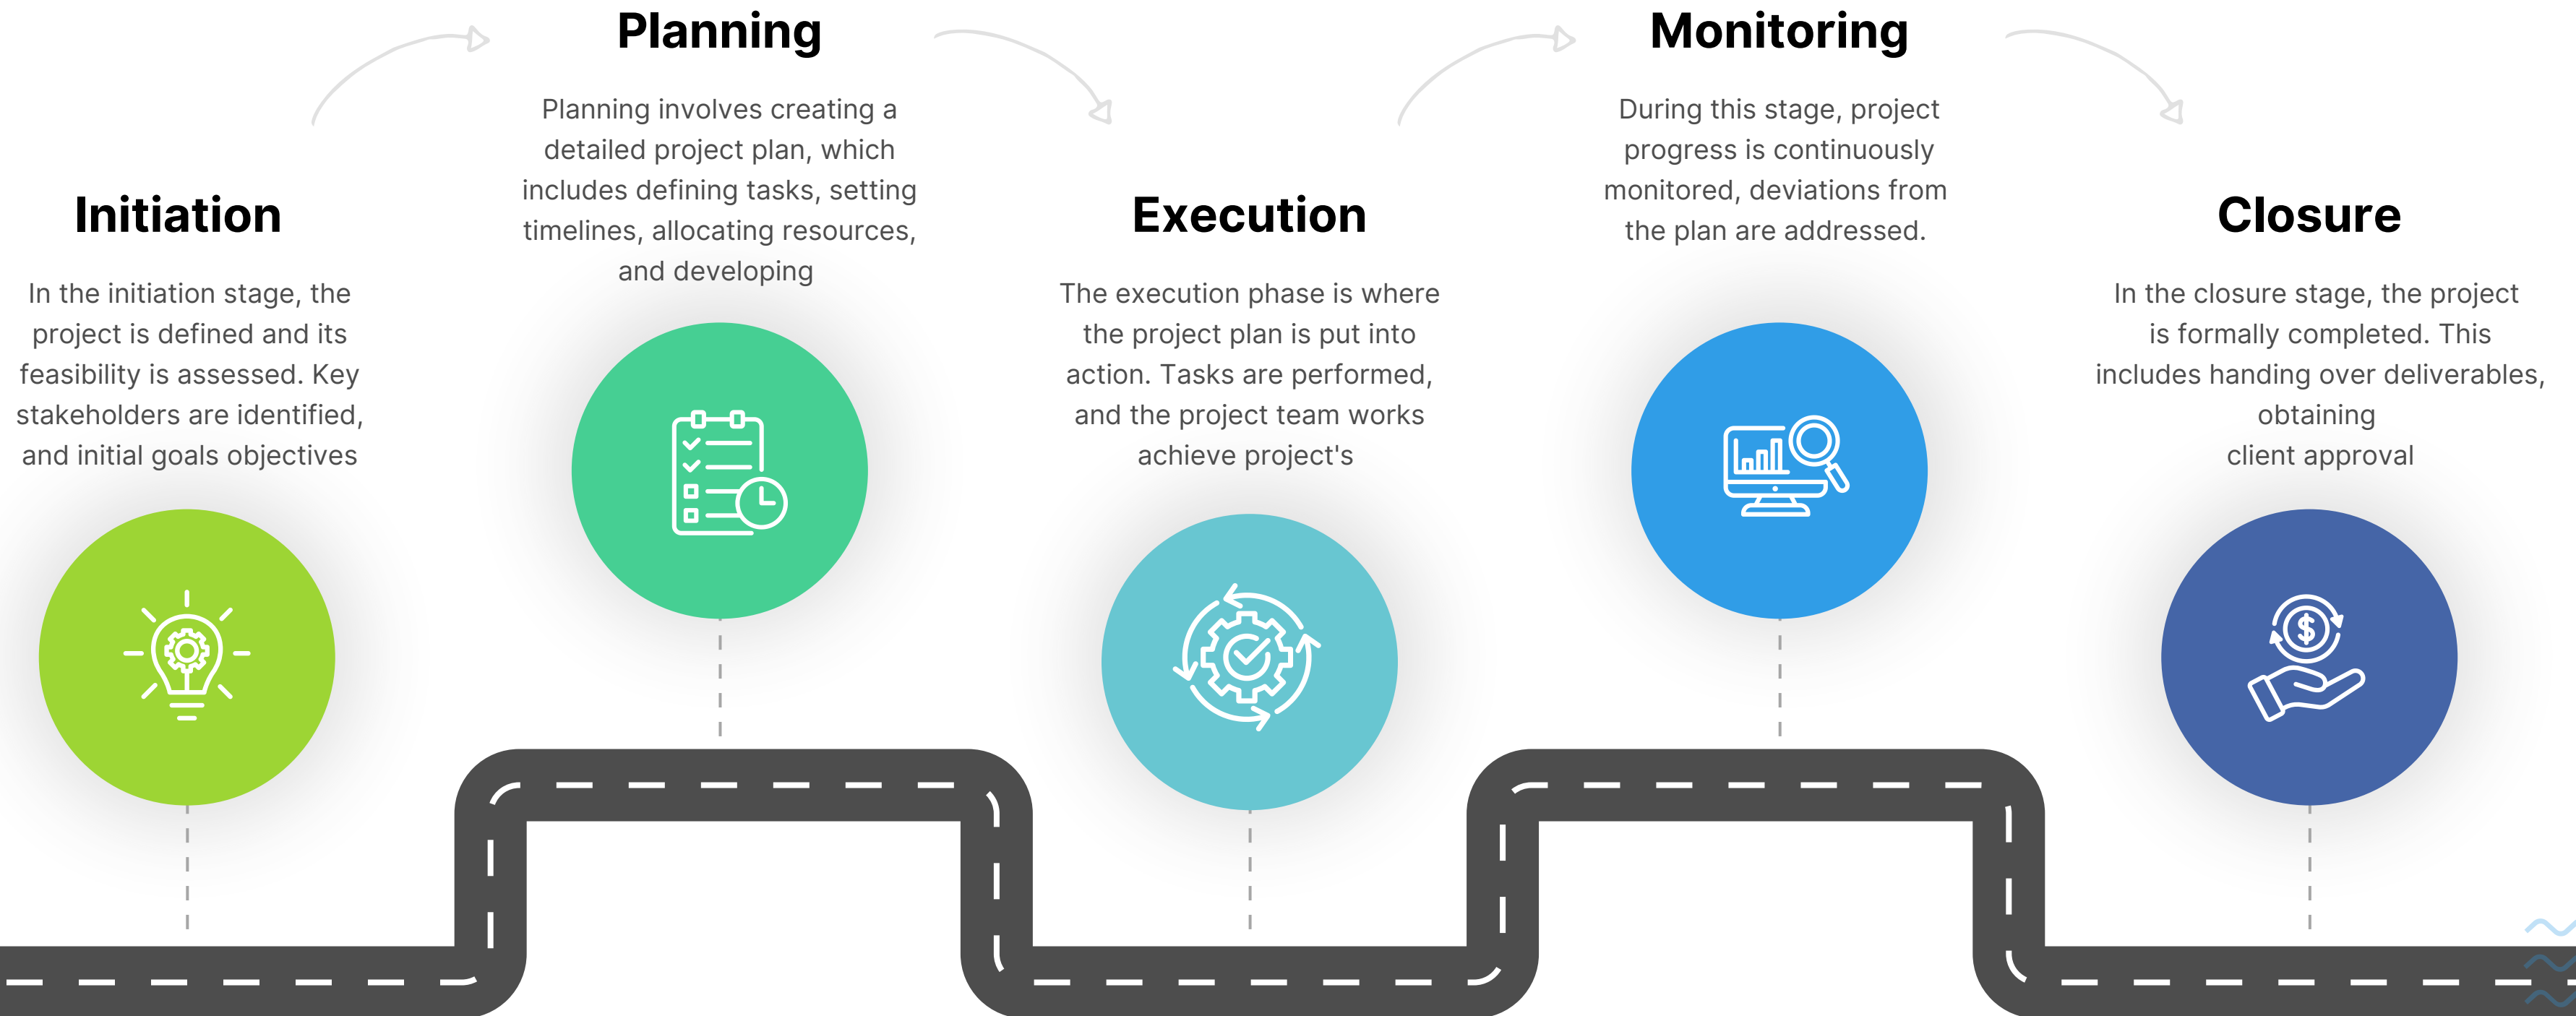 Initiation
In the initiation stage, the
project is defined and its
feasibility is assessed. Key
stakeholders are identified,
and initial goals objectives
Planning
Planning involves creating a
detailed project plan, which
includes defining tasks, setting
timelines, allocating resources,
and developing
Execution
The execution phase is where
the project plan is put into
action. Tasks are performed,
and the project team works
achieve project's
Monitoring
During this stage, project
progress is continuously
monitored, deviations from
the plan are addressed.
Closure
In the closure stage, the project
is formally completed. This
includes handing over deliverables,
obtaining
client approval
$